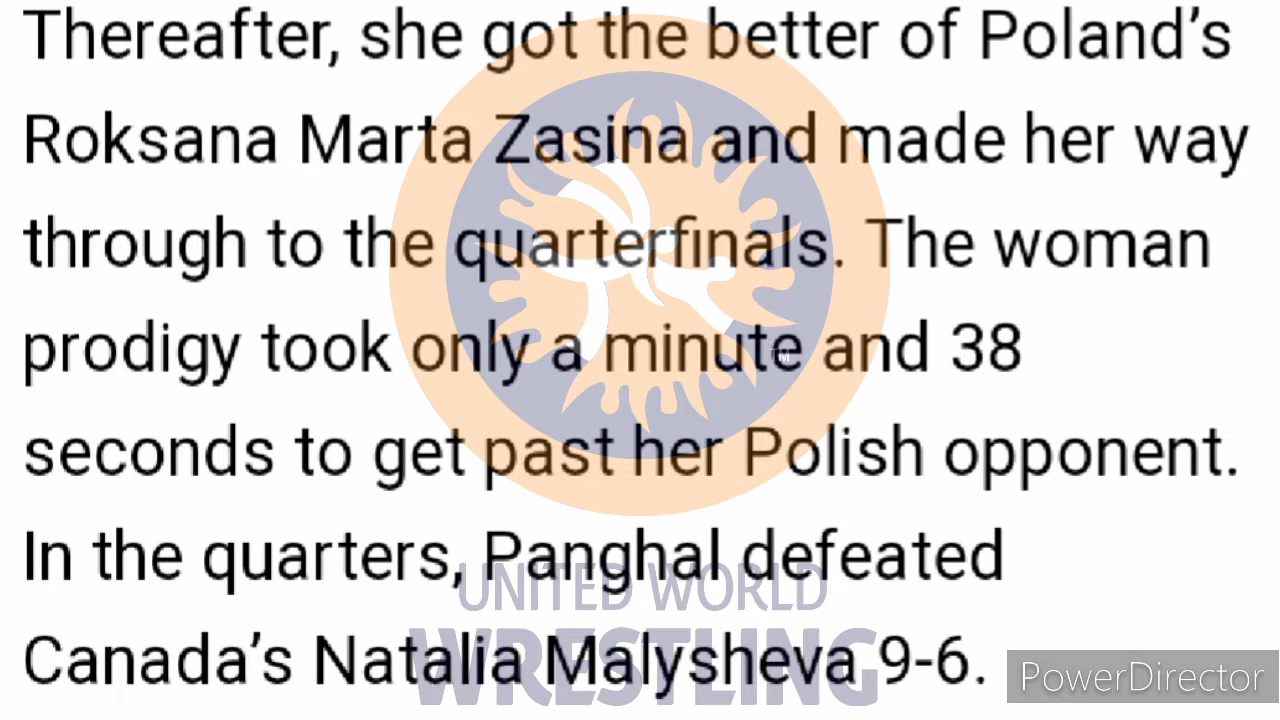 Thereafter, she got the better of Poland’s
Roksana Marta Zasina and made her way
through to the quarterfinals. The woman
prodigy took only a minute and 38
seconds to get past her Polish opponent.
In the quarters, Panghal defeated
UNITED WORLD
Canada’s Natalia Malysheva 9-6.
WRESTLING
PowerDirector
TM